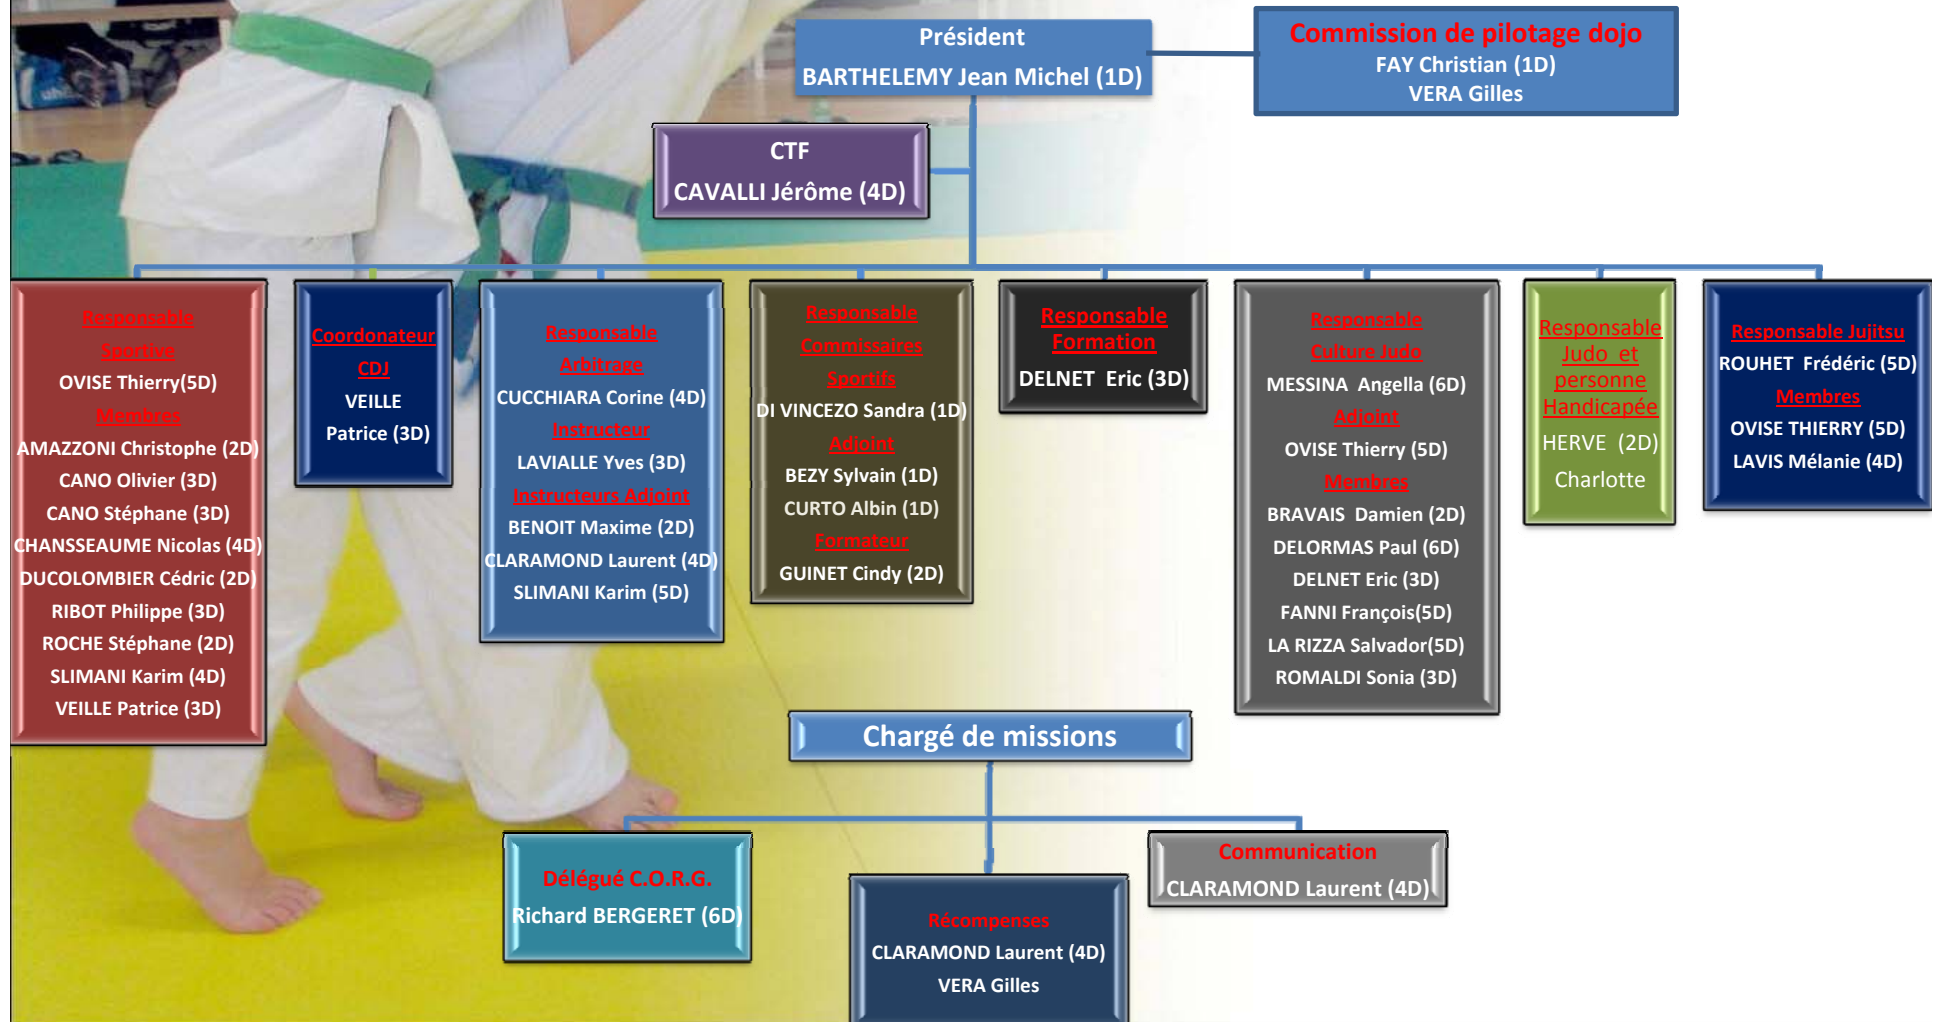 Président
BARTHELEMY Jean Michel (1D)
Commission de pilotage dojo
FAY Christian (1D)
VERA Gilles
CTF
CAVALLI Jérôme (4D)
Responsable
Sportive
OVISE Thierry(5D)
Membres
AMAZZONI Christophe (2D)
CANO Olivier (3D)
CANO Stéphane (3D)
CHANSSEAUME Nicolas (4D)
DUCOLOMBIER Cédric (2D)
RIBOT Philippe (3D)
ROCHE Stéphane (2D)
SLIMANI Karim (4D)
VEILLE Patrice (3D)
Coordonateur
CDJ
VEILLE
Patrice (3D)
Responsable
Arbitrage
CUCCHIARA Corine (4D)
Instructeur
LAVIALLE Yves (3D)
Instructeurs Adjoint
BENOIT Maxime (2D)
CLARAMOND Laurent (4D)
SLIMANI Karim (5D)
Responsable
Commissaires
Sportifs
DI VINCEZO Sandra (1D)
Adjoint
BEZY Sylvain (1D)
CURTO Albin (1D)
Formateur
GUINET Cindy (2D)
Responsable
Formation
DELNET Eric (3D)
Responsable
Culture Judo
MESSINA Angella (6D)
Adjoint
OVISE Thierry (5D)
Membres
BRAVAIS Damien (2D)
DELORMAS Paul (6D)
DELNET Eric (3D)
FANNI François(5D)
LA RIZZA Salvador(5D)
ROMALDI Sonia (3D)
Responsable
Judo et
personne
Handicapée
HERVE (2D)
Charlotte
Responsable Jujitsu
ROUHET Frédéric (5D)
Membres
OVISE THIERRY (5D)
LAVIS Mélanie (4D)
Chargé de missions
Délégué C.O.R.G.
Richard BERGERET (6D)
Récompenses
CLARAMOND Laurent (4D)
VERA Gilles
Communication
CLARAMOND Laurent (4D)